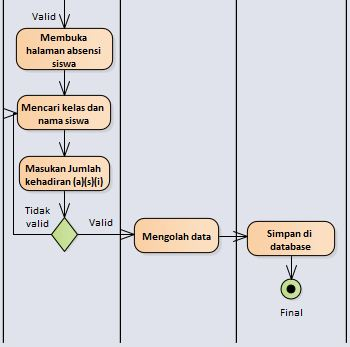 Valid
Membuka
halaman absensi
siswa
Mencari kelas dan
nama siswa
Masukan Jumlah
kehadiran (a)(s)(i)
Tidak
valid
Valid
Mengolah data
Simpan di
database
Final